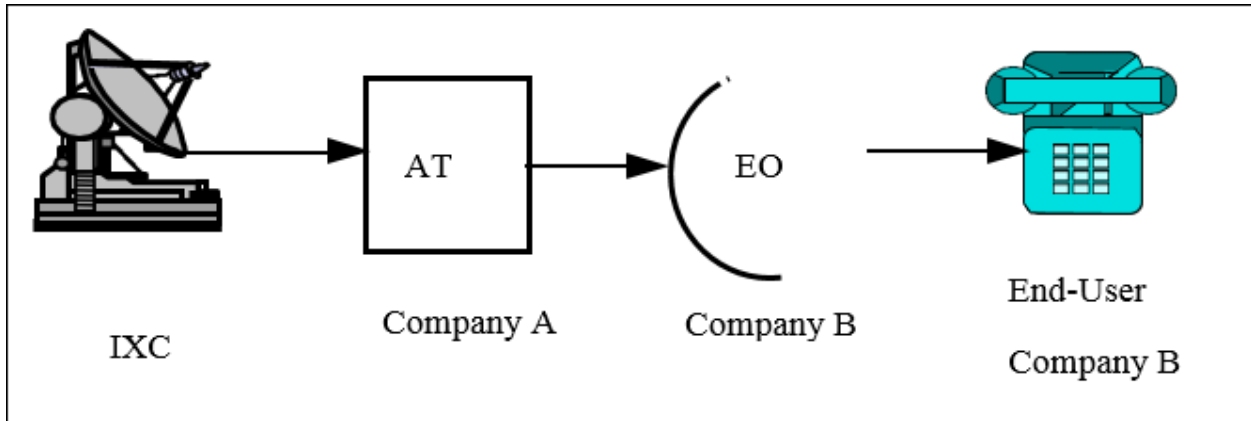 AT
EO
IXC
Company A
Company B
End-User
Company B